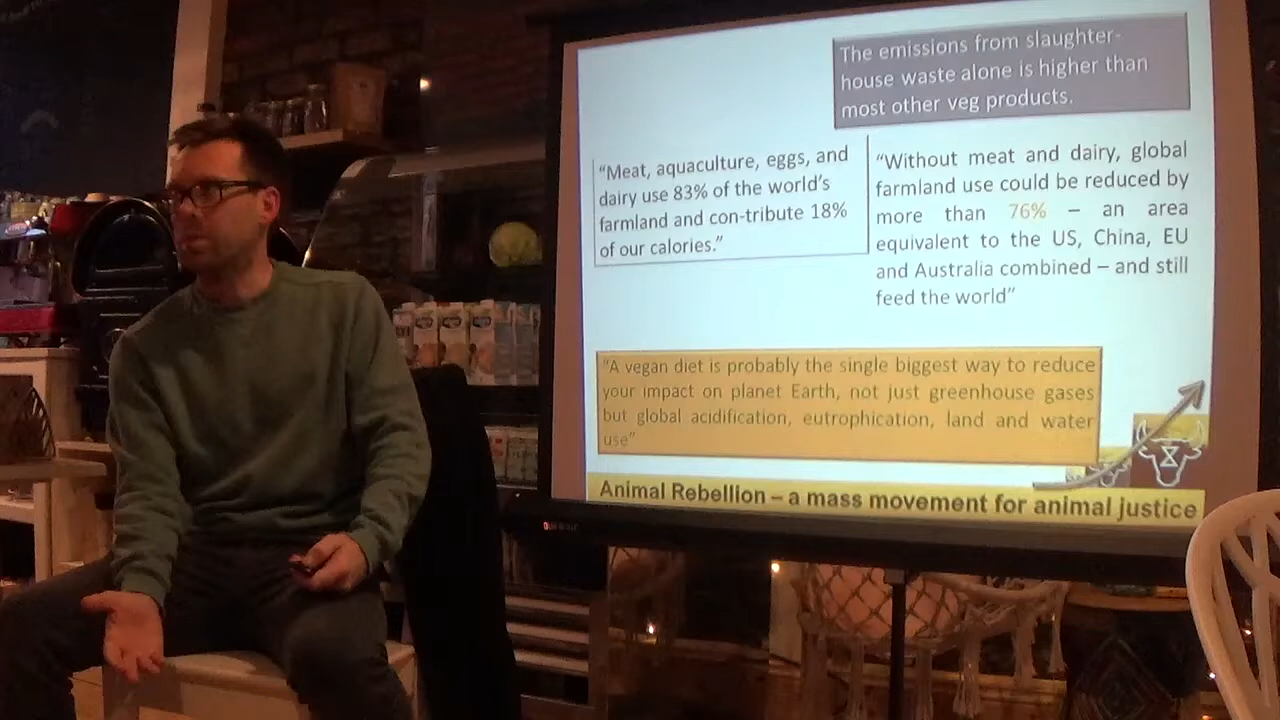 The emissions from slaughter-
house waste alone is higher than
most other veg products.
"Meat, aquaculture, eggs, and
dairy use 83% of the world's
farmland and con-tribute 18%
of our calories."
"Without meat and dairy, global
farmland use could be reduced by
more than 76% – an area
equivalent to the US, China, EU
and Australia combined – and still
feed the world"
"A vegan diet is probably the single biggest way to reduce
your impact on planet Earth, not just greenhouse gases
but global acidification, eutrophication, land and water
use"
Animal Rebellion – a mass movement for animal justice